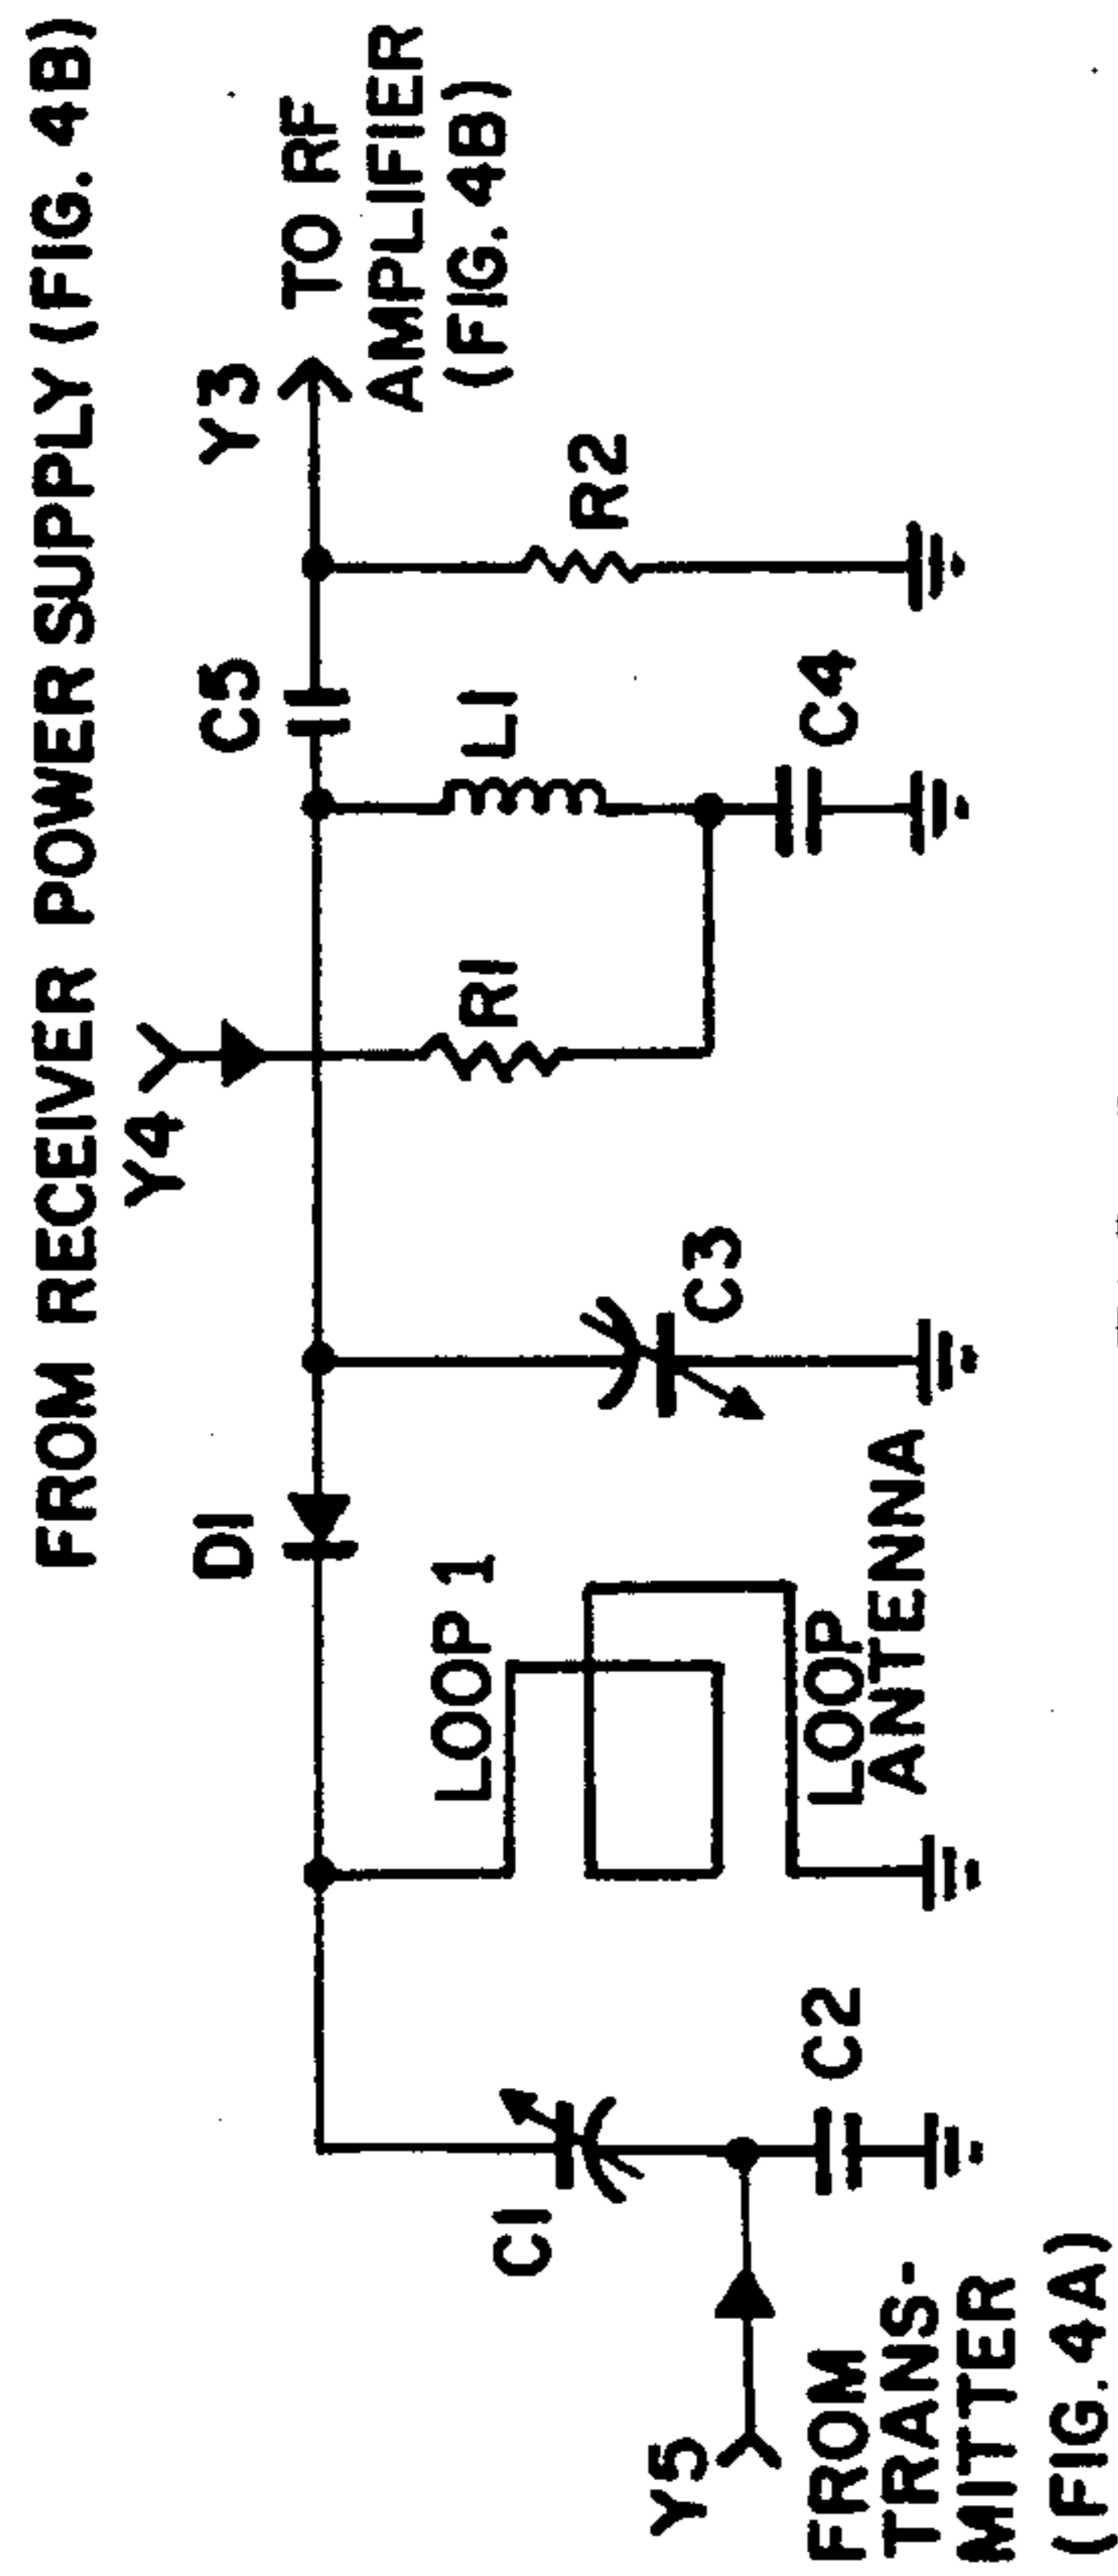 FROM RECEIVER POWER SUPPLY (FIG. 4B)
Y4
D1
C5
Y3
TO RF
AMPLIFIER
(FIG. 4B)
LOOP 1
R1
L1
R2
C1
C3
C4
Y5
C2
LOOP
ANTENNA
FROM
TRANS-
MITTER
(FIG. 4A)